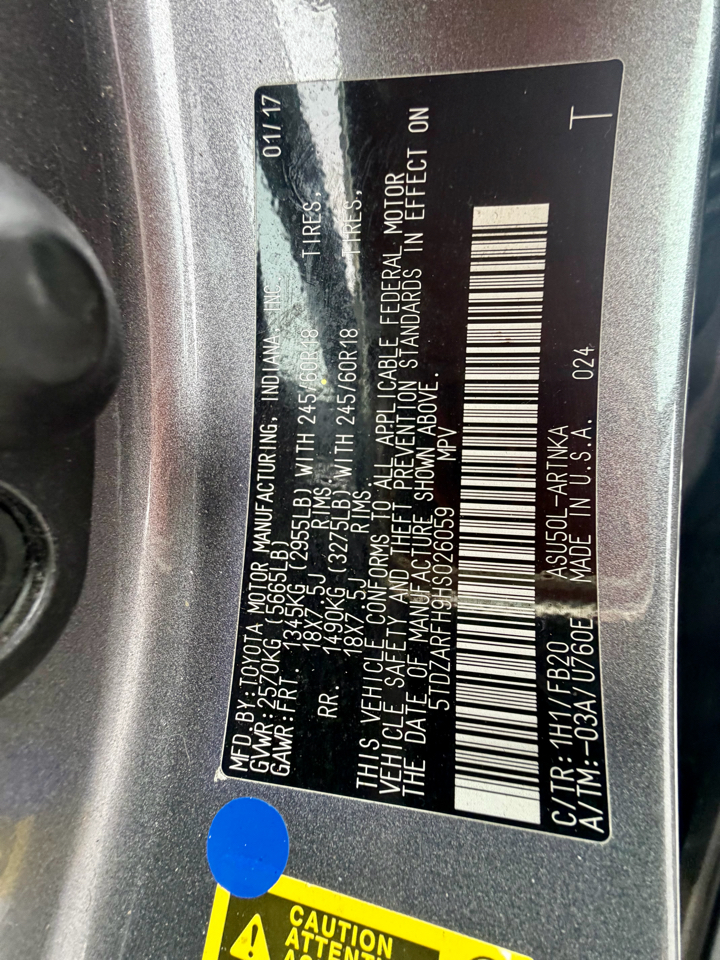 MFD BY:TOYOTA MOTOR MANUFACTURING, INDIANA, INC. 01/17
GVWR:2570KG (5665LB)
GAWR:FRT. 1345KG (2955LB) WITH 245/60R18 TIRES,
18X7.5J RIMS.
RR. 1490KG (3275LB) WITH 245/60R18 TIRES,
18X7.5J RIMS
THIS VEHICLE CONFORMS TO ALL APPLICABLE FEDERAL MOTOR
VEHICLE SAFETY AND THEFT PREVENTION STANDARDS IN EFFECT ON
THE DATE OF MANUFACTURE SHOWN ABOVE.
5TDZARFH9HS026059 MPV
C/TR:1H1/FB20 ASU50L-ARTNKA 024 T
A/TM:-03A/U760E MADE IN U.S.A.
CAUTION